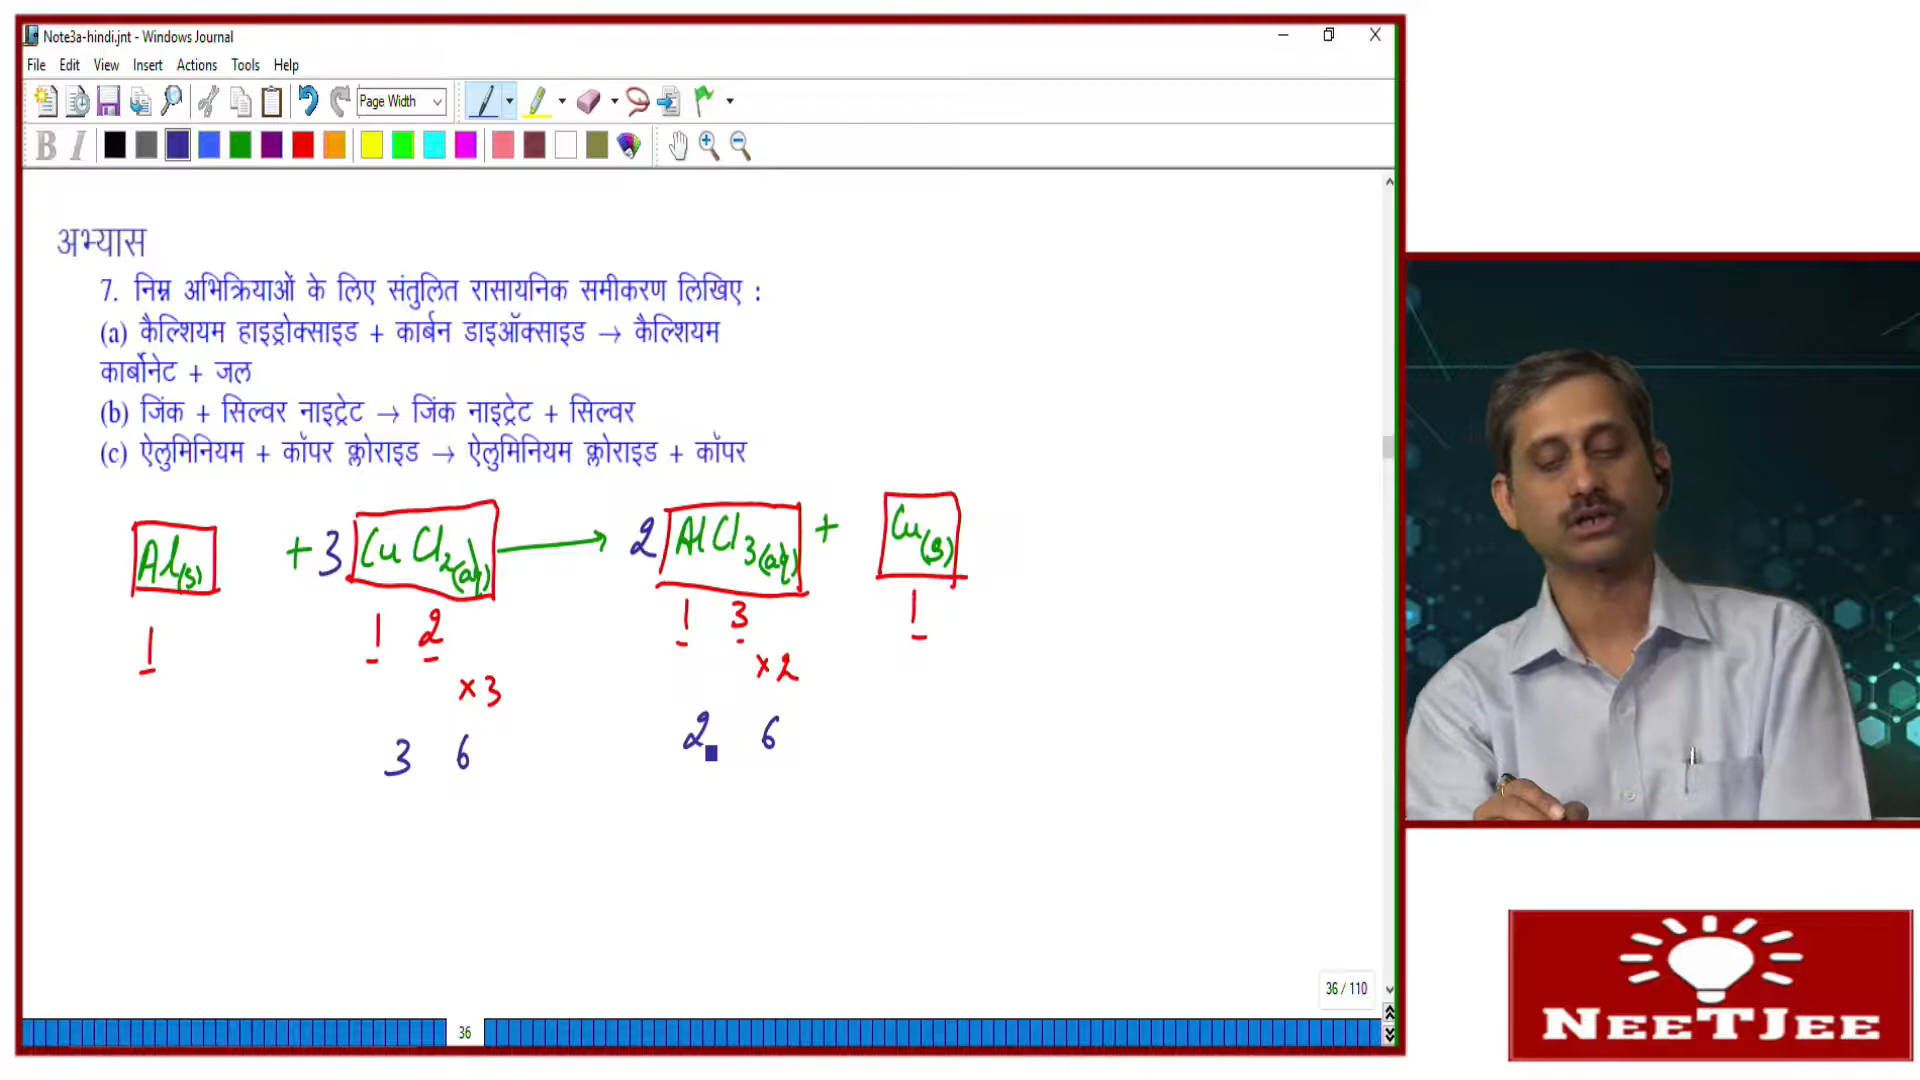 Note3a-hindi.jnt - Windows Journal
File Edit View Insert Actions Tools Help
Page Width
B I
अभ्यास
7. निम्न अभिक्रियाओं के लिए संतुलित रासायनिक समीकरण लिखिए :
(a) कैल्शियम हाइड्रोक्साइड + कार्बन डाइऑक्साइड → कैल्शियम
कार्बोनेट + जल
(b) जिंक + सिल्वर नाइट्रेट → जिंक नाइट्रेट + सिल्वर
(c) ऐलुमिनियम + कॉपर क्लोराइड → ऐलुमिनियम क्लोराइड + कॉपर
Al(s) + 3 CuCl2(aq) → 2 AlCl3(aq) + Cu(s)
1 1 2 1 3 1
×3 ×2
3 6 2 6
36 / 110
36
NEETJEE